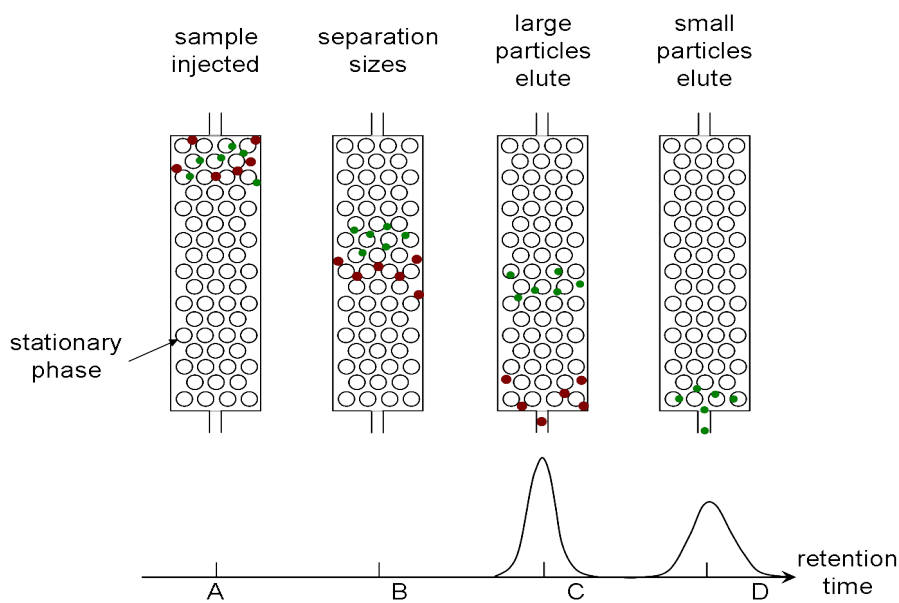 sample
injected
separation
sizes
large
particles
elute
small
particles
elute
stationary
phase
retention
time
A
B
C
D